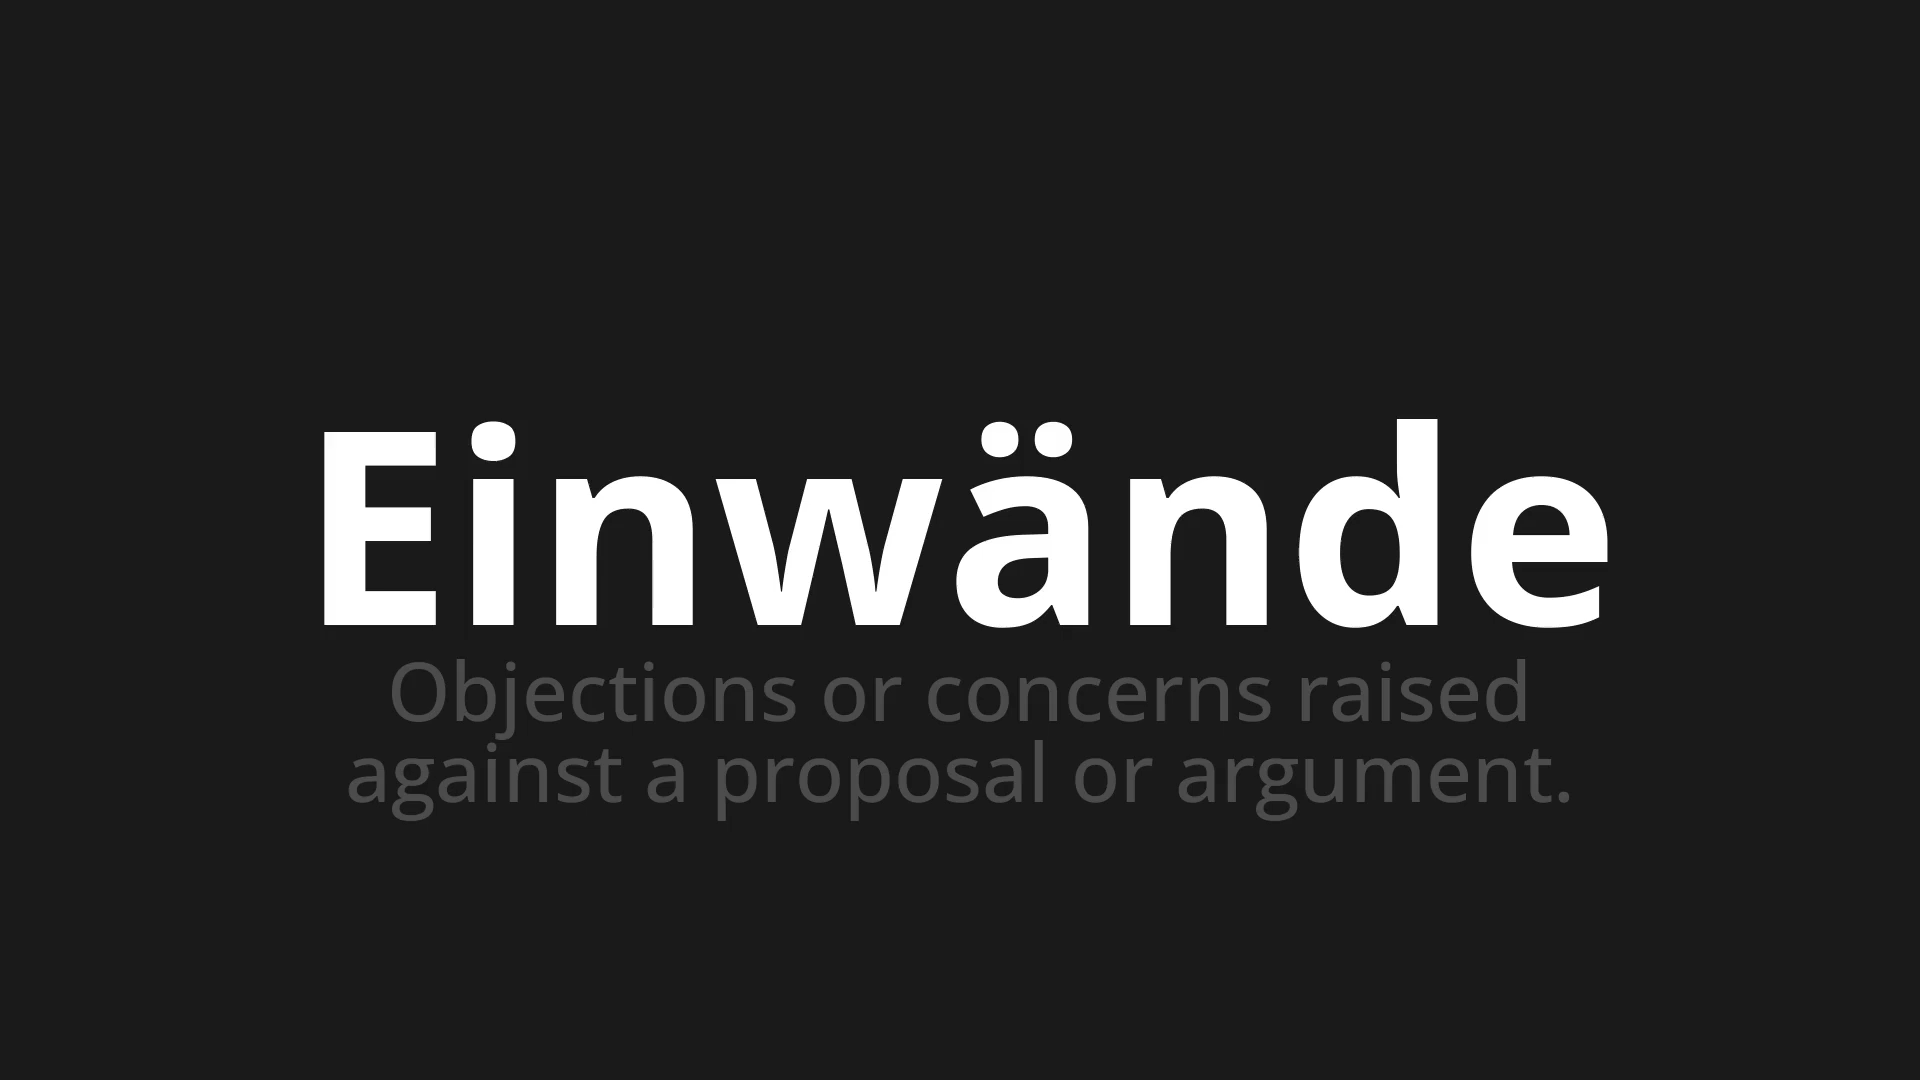 Einwände
Objections or concerns raised
against a proposal or argument.